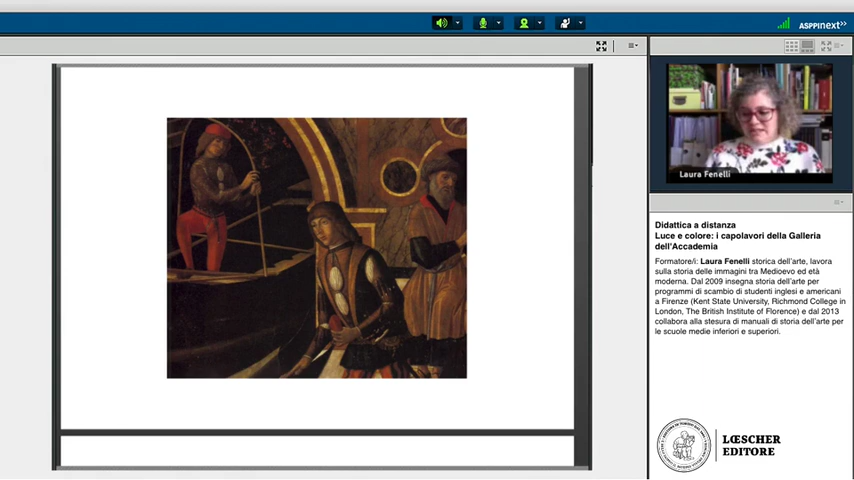 ASPPInext>>
Laura Fenelli
Didattica a distanza
Luce e colore: i capolavori della Galleria
dell'Accademia
Formatore/i: Laura Fenelli storica dell'arte, lavora
sulla storia delle immagini tra Medioevo ed età
moderna. Dal 2009 insegna storia dell'arte per
programmi di scambio di studenti inglesi e americani
a Firenze (Kent State University, Richmond College in
London, The British Institute of Florence) e dal 2013
collabora alla stesura di manuali di storia dell'arte per
le scuole medie inferiori e superiori.
LŒSCHER
EDITORE